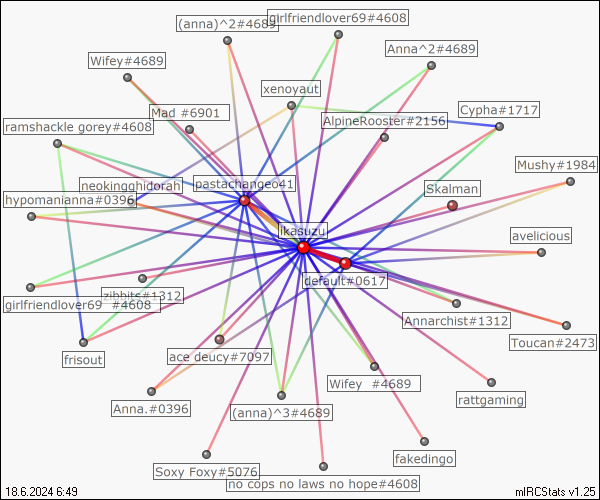 girlfriendlover69#4608
(anna)^2#4689
Anna^2#4689
Wifey#4689
xenoyaut
Mad #6901
Cypha#1717
AlpineRooster#2156
ramshackle gorey#4608
Mushy#1984
neokingghidorah
pastachangeo41
Skalman
hypomanianna#0396
likasuzu
avelicious
default#0617
zibbits#1312
girlfriendlover69 #4608
Annarchist#1312
Toucan#2473
frisout
ace deucy#7097
Wifey #4689
rattgaming
Anna.#0396
(anna)^3#4689
fakedingo
Soxy Foxy#5076
no cops no laws no hope#4608
18.6.2024 6:49
mIRCStats v1.25